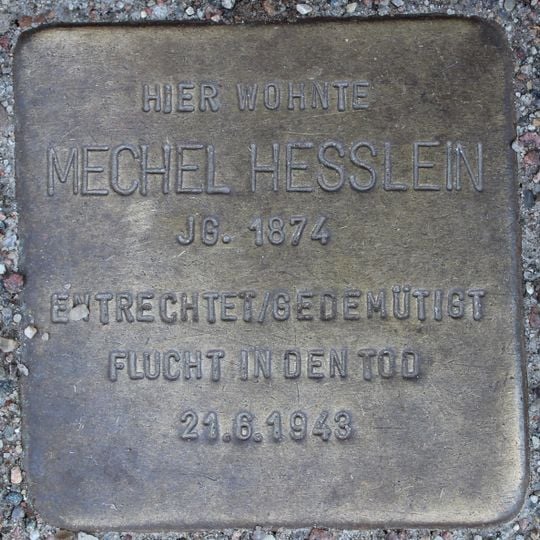 HIER WOHNTE
MECHEL HESSLEIN
JG. 1874
ENTRECHTET/GEDEMÜTIGT
FLUCHT IN DEN TOD
21.6.1943